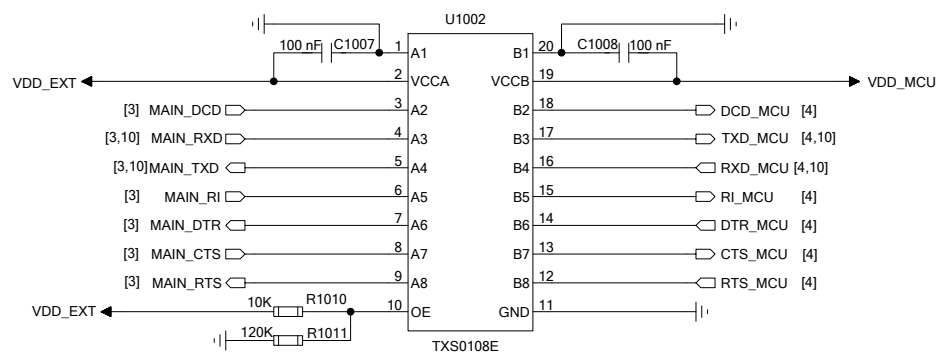 U1002
100 nF C1007 1 A1 B1 20 C1008 100 nF
VDD_EXT 2 VCCA VCCB 19 VDD_MCU
[3] MAIN_DCD 3 A2 B2 18 DCD_MCU [4]
[3,10] MAIN_RXD 4 A3 B3 17 TXD_MCU [4,10]
[3,10] MAIN_TXD 5 A4 B4 16 RXD_MCU [4,10]
[3] MAIN_RI 6 A5 B5 15 RI_MCU [4]
[3] MAIN_DTR 7 A6 B6 14 DTR_MCU [4]
[3] MAIN_CTS 8 A7 B7 13 CTS_MCU [4]
[3] MAIN_RTS 9 A8 B8 12 RTS_MCU [4]
VDD_EXT 10K R1010 10 OE GND 11
120K R1011
TXS0108E